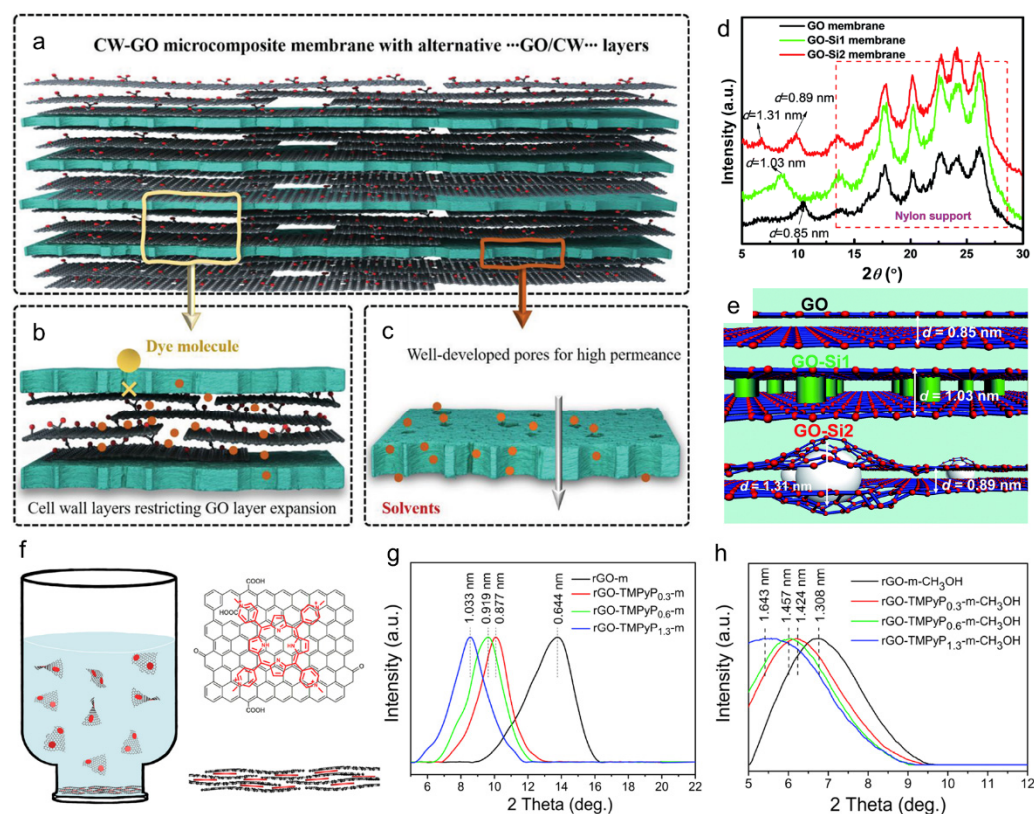 a
CW-GO microcomposite membrane with alternative ···GO/CW··· layers
b
Dye molecule
Cell wall layers restricting GO layer expansion
c
Well-developed pores for high permeance
Solvents
d
GO membrane
GO-Si1 membrane
GO-Si2 membrane
d=0.89 nm
d=1.31 nm
d=1.03 nm
d=0.85 nm
Nylon support
Intensity (a.u.)
5 10 15 20 25 30
2θ (°)
e
GO
d = 0.85 nm
GO-Si1
d = 1.03 nm
GO-Si2
d = 1.31 nm
d = 0.89 nm
f
COOH
HOOC
N+
N
NH
HN
N
O
O
COOH
g
1.033 nm
0.919 nm
0.877 nm
0.644 nm
rGO-m
rGO-TMPyP0.3-m
rGO-TMPyP0.6-m
rGO-TMPyP1.3-m
Intensity (a.u.)
6 8 10 12 14 16 18 20 22
2 Theta (deg.)
h
1.643 nm
1.457 nm
1.424 nm
1.308 nm
rGO-m-CH3OH
rGO-TMPyP0.3-m-CH3OH
rGO-TMPyP0.6-m-CH3OH
rGO-TMPyP1.3-m-CH3OH
Intensity (a.u.)
5 6 7 8 9 10 11 12
2 Theta (deg.)